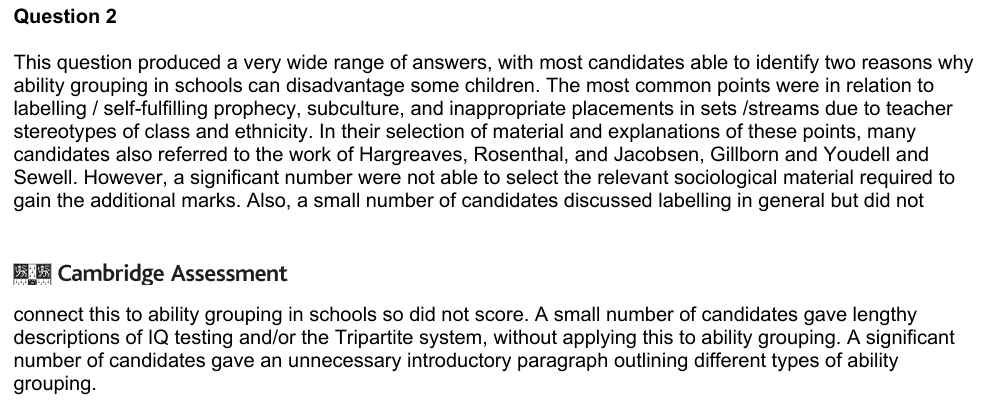 Question 2
This question produced a very wide range of answers, with most candidates able to identify two reasons why
ability grouping in schools can disadvantage some children. The most common points were in relation to
labelling / self-fulfilling prophecy, subculture, and inappropriate placements in sets /streams due to teacher
stereotypes of class and ethnicity. In their selection of material and explanations of these points, many
candidates also referred to the work of Hargreaves, Rosenthal, and Jacobsen, Gillborn and Youdell and
Sewell. However, a significant number were not able to select the relevant sociological material required to
gain the additional marks. Also, a small number of candidates discussed labelling in general but did not
Cambridge Assessment
connect this to ability grouping in schools so did not score. A small number of candidates gave lengthy
descriptions of IQ testing and/or the Tripartite system, without applying this to ability grouping. A significant
number of candidates gave an unnecessary introductory paragraph outlining different types of ability
grouping.